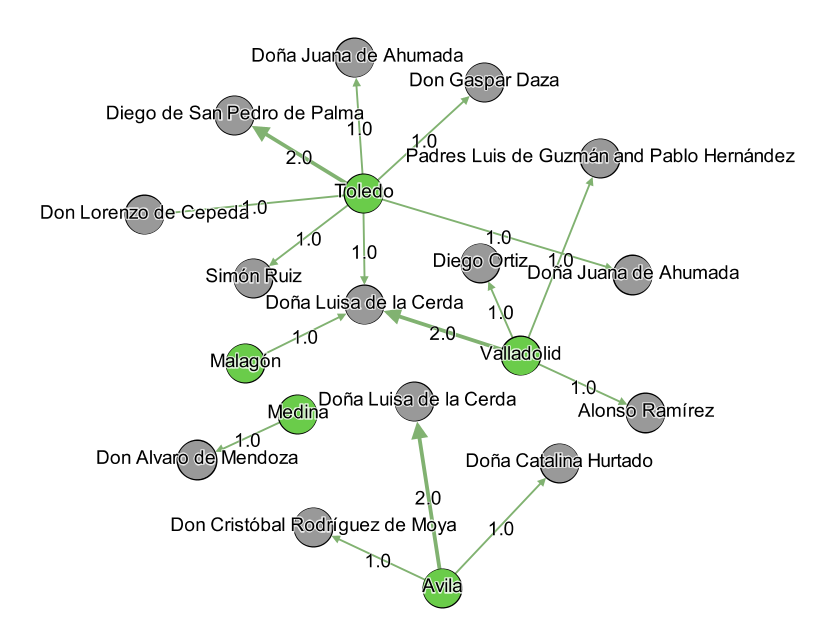 Doña Juana de Ahumada
Don Gaspar Daza
Diego de San Pedro de Palma
1.0
1.0
2.0
Padres Luis de Guzmán and Pablo Hernández
Toledo
Don Lorenzo de Cepeda
1.0
1.0
1.0
1.0
1.0
Diego Ortiz
Simón Ruiz
Doña Juana de Ahumada
Doña Luisa de la Cerda
1.0
1.0
2.0
Malagón
Valladolid
1.0
Doña Luisa de la Cerda
Medina
Alonso Ramírez
1.0
Don Alvaro de Mendoza
Doña Catalina Hurtado
2.0
Don Cristóbal Rodríguez de Moya
1.0
1.0
Avila